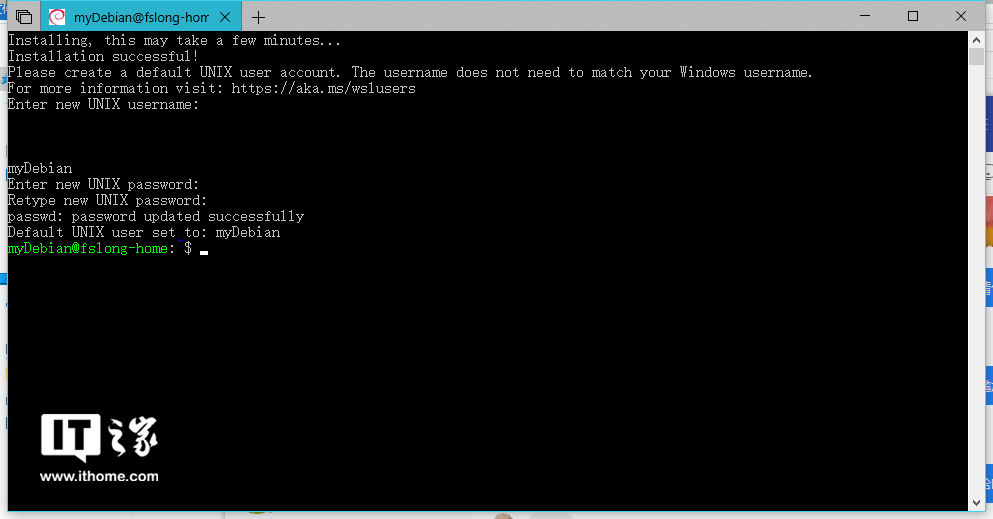 myDebian@fslong-hom
Installing, this may take a few minutes...
Installation successful!
Please create a default UNIX user account. The username does not need to match your Windows username.
For more information visit: https://aka.ms/wslusers
Enter new UNIX username:
myDebian
Enter new UNIX password:
Retype new UNIX password:
passwd: password updated successfully
Default UNIX user set to: myDebian
myDebian@fslong-home:~$
IT之家
www.ithome.com